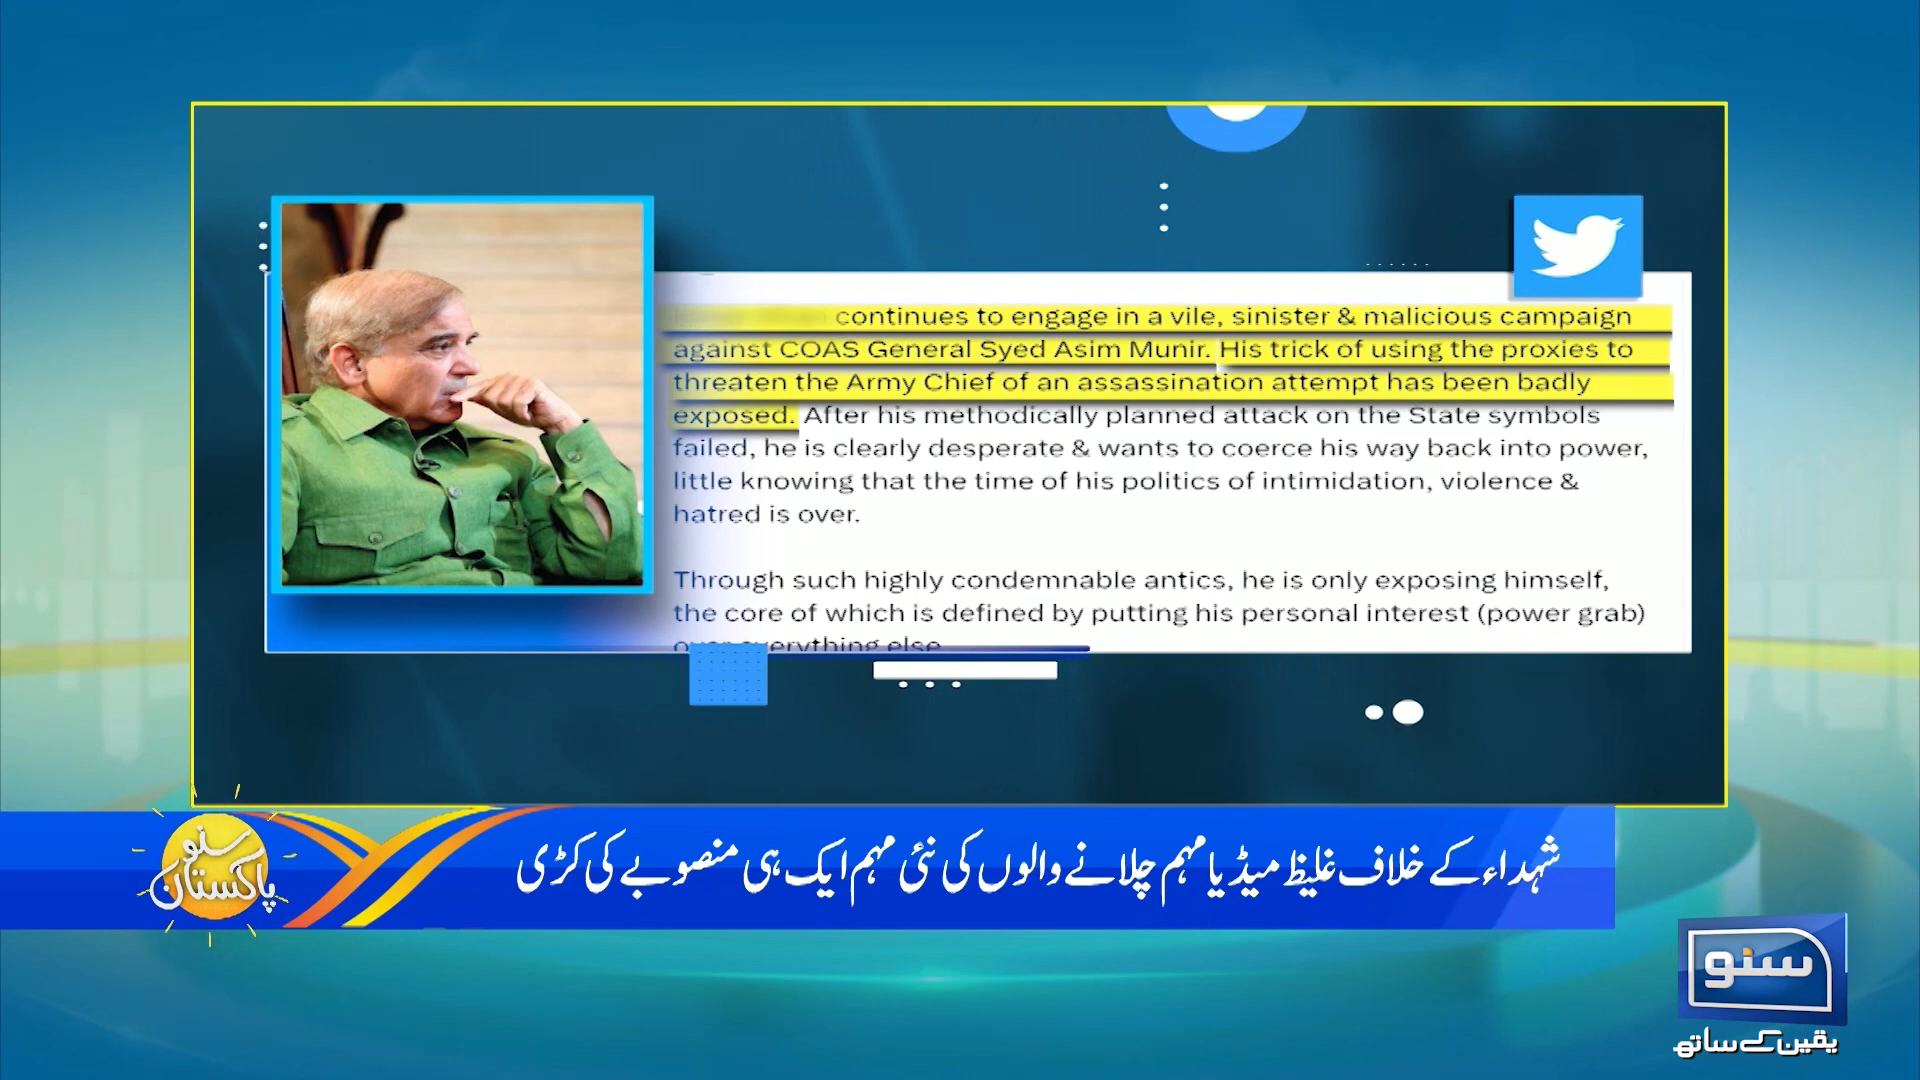 continues to engage in a vile, sinister & malicious campaign
against COAS General Syed Asim Munir. His trick of using the proxies to
threaten the Army Chief of an assassination attempt has been badly
exposed. After his methodically planned attack on the State symbols
failed, he is clearly desperate & wants to coerce his way back into power,
little knowing that the time of his politics of intimidation, violence &
hatred is over.
Through such highly condemnable antics, he is only exposing himself,
the core of which is defined by putting his personal interest (power grab)
over everything else
شہداء کے خلاف غلیظ میڈیا مہم چلانے والوں کی نئی مہم ایک ہی منصوبے کی کڑی
سنو
پاکستان
سنو
یقین کے ساتھ